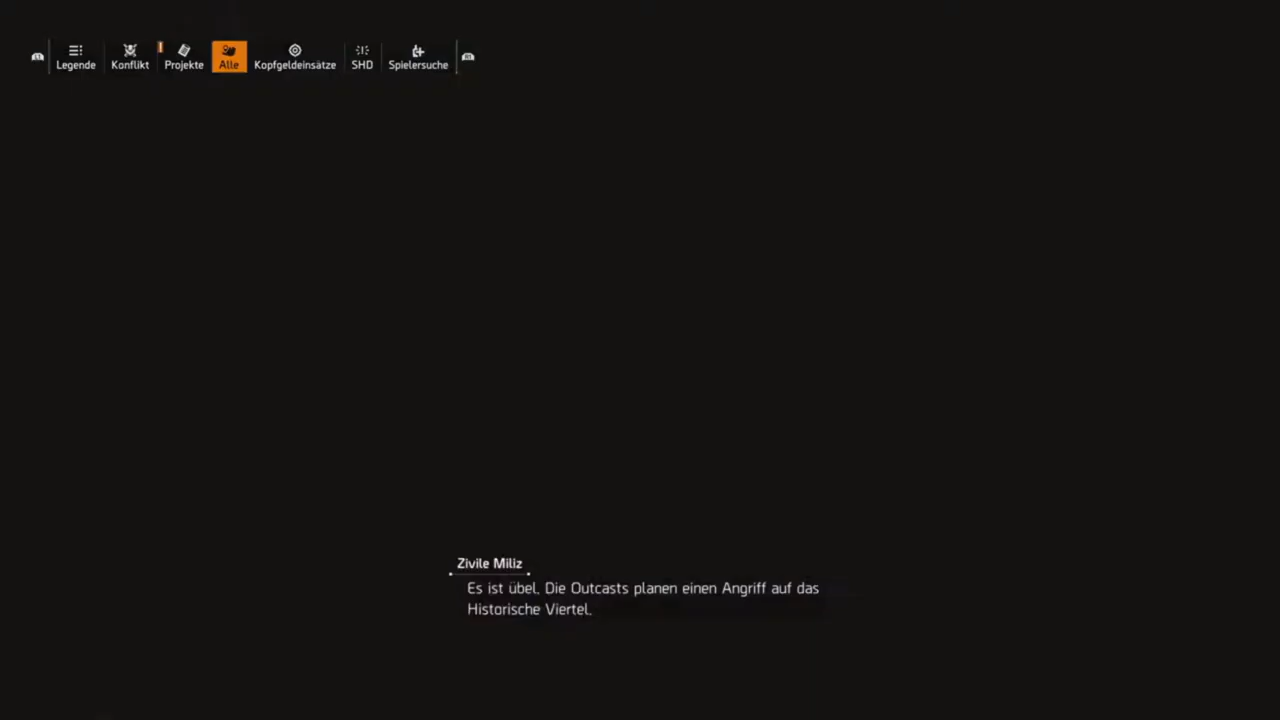 Legende Konflikt Projekte Alle Kopfgeldeinsätze SHD Spielersuche
Zivile Miliz
Es ist übel. Die Outcasts planen einen Angriff auf das
Historische Viertel.